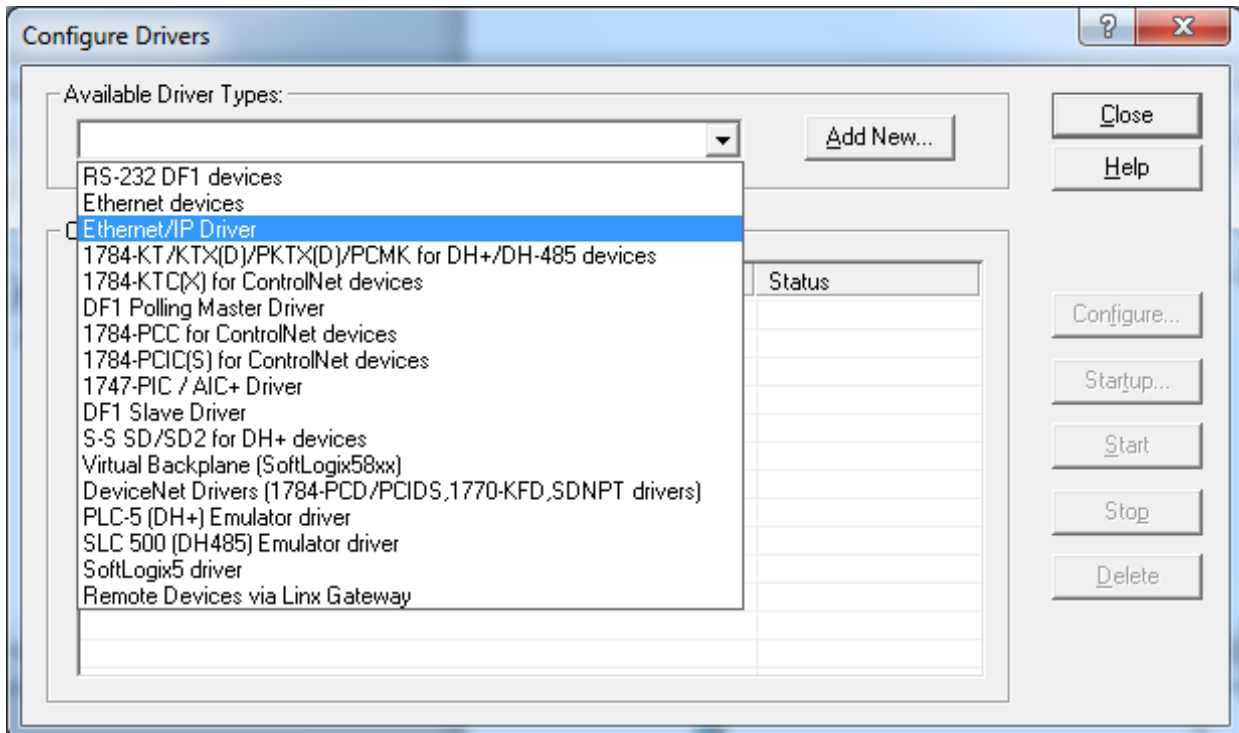 Configure Drivers
Available Driver Types:
Add New...
Close
Help
RS-232 DF1 devices
Ethernet devices
Ethernet/IP Driver
1784-KT/KTX(D)/PKTX(D)/PCMK for DH+/DH-485 devices
1784-KTC(X) for ControlNet devices
DF1 Polling Master Driver
1784-PCC for ControlNet devices
1784-PCIC(S) for ControlNet devices
1747-PIC / AIC+ Driver
DF1 Slave Driver
S-S SD/SD2 for DH+ devices
Virtual Backplane (SoftLogix58xx)
DeviceNet Drivers (1784-PCD/PCIDS,1770-KFD,SDNPT drivers)
PLC-5 (DH+) Emulator driver
SLC 500 (DH485) Emulator driver
SoftLogix5 driver
Remote Devices via Linx Gateway
Status
Configure...
Startup...
Start
Stop
Delete